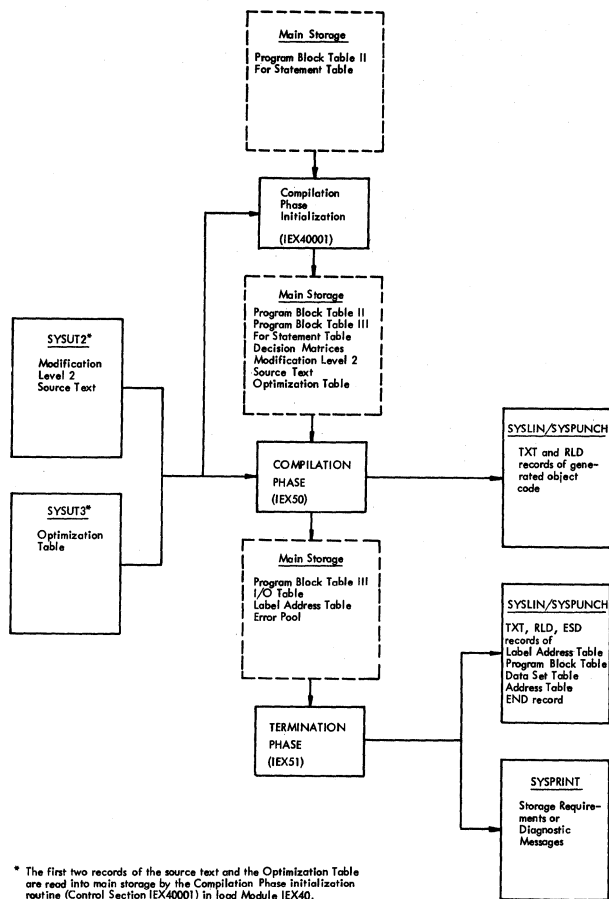 Main Storage
Program Block Table II
For Statement Table
Compilation
Phase
Initialization
(IEX40001)
Main Storage
Program Block Table II
Program Block Table III
For Statement Table
Decision Matrices
Modification Level 2
Source Text
Optimization Table
SYSUT2*
Modification
Level 2
Source Text
SYSUT3*
Optimization
Table
COMPILATION
PHASE
(IEX50)
SYSLIN/SYSPUNCH
TXT and RLD
records of gene-
rated object
code
Main Storage
Program Block Table III
I/O Table
Label Address Table
Error Pool
SYSLIN/SYSPUNCH
TXT, RLD, ESD
records of
Label Address Table
Program Block Table
Data Set Table
Address Table
END record
TERMINATION
PHASE
(IEX51)
SYSPRINT
Storage Require-
ments or
Diagnostic
Messages
* The first two records of the source text and the Optimization Table
are read into main storage by the Compilation Phase initialization
routine (Control Section IEX40001) in load Module IEX40.